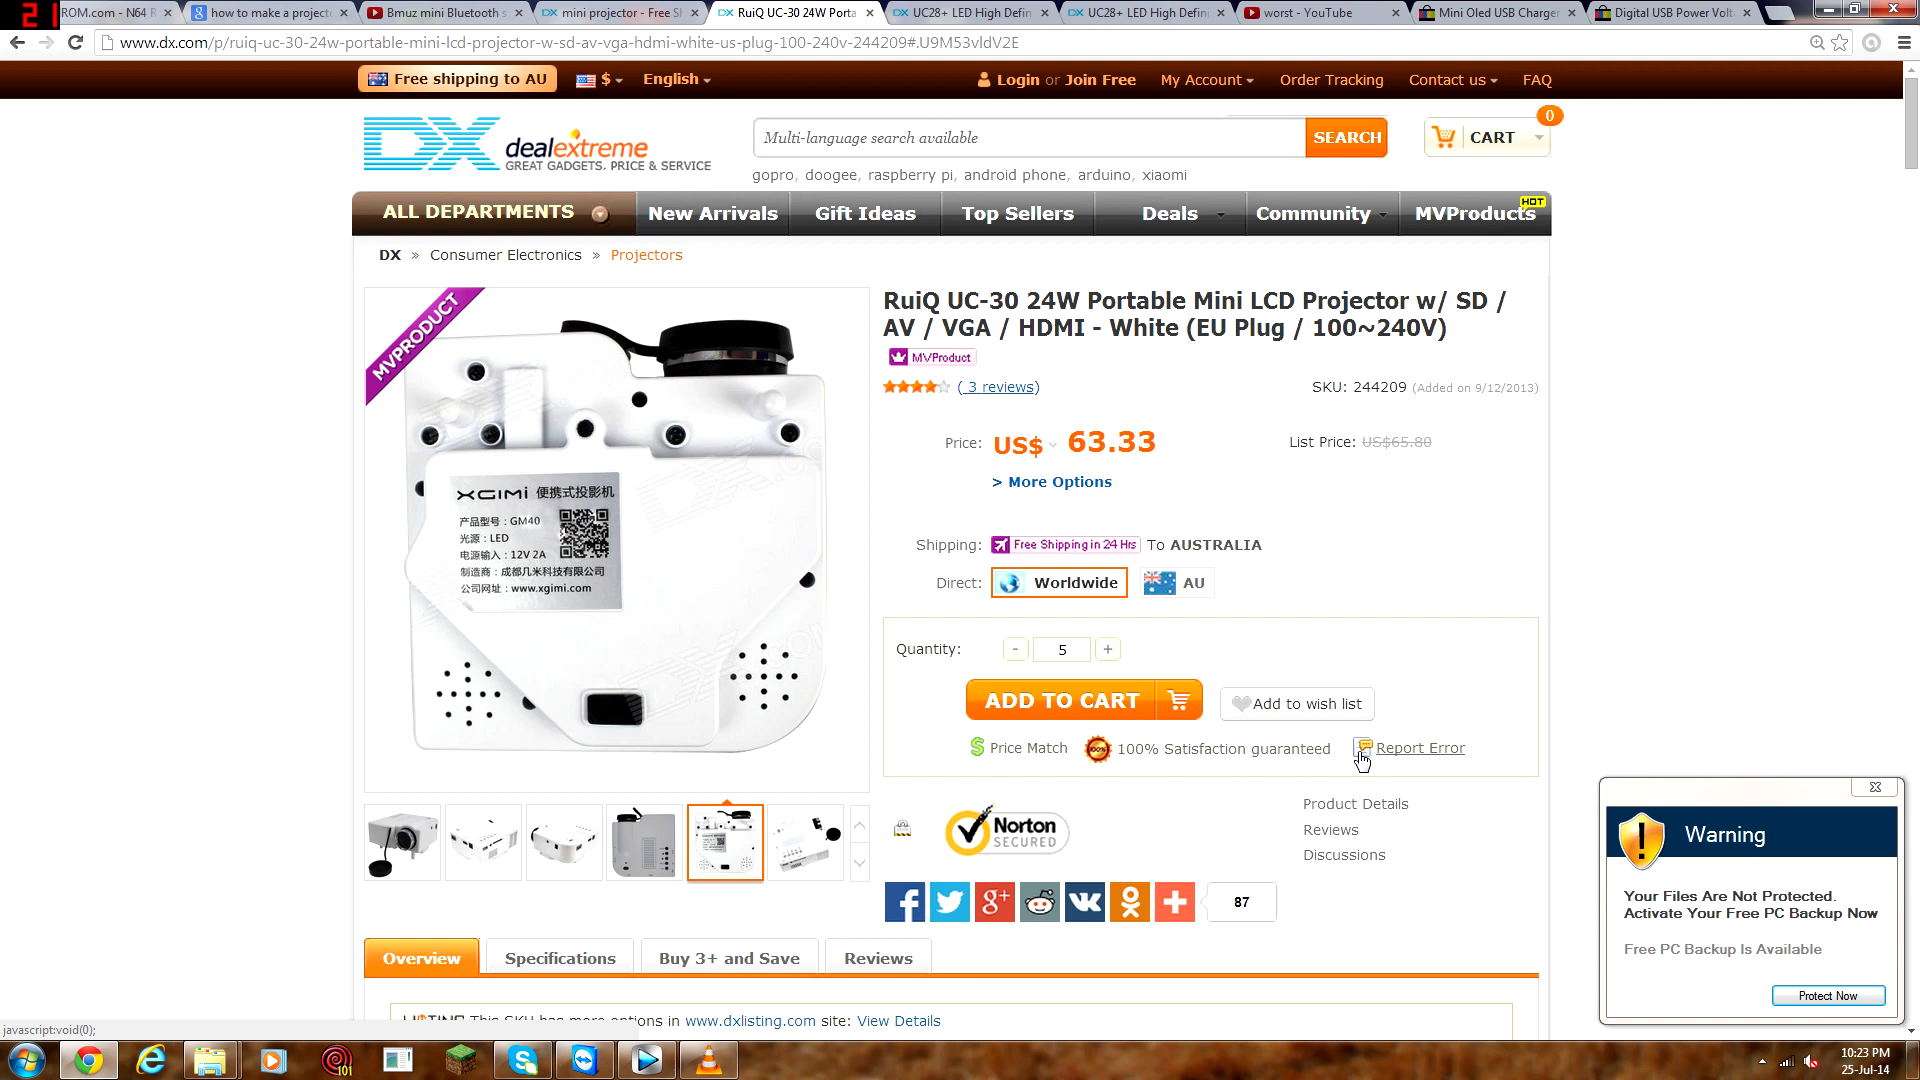 21
ROM.com - N64 R
how to make a projecto
Bmuz mini Bluetooth s
mini projector - Free Sh
RuiQ UC-30 24W Porta
UC28+ LED High Defin
UC28+ LED High Defini
worst - YouTube
Mini Oled USB Charger
Digital USB Power Volt
www.dx.com/p/ruiq-uc-30-24w-portable-mini-lcd-projector-w-sd-av-vga-hdmi-white-us-plug-100-240v-244209#.U9M53vldV2E
Free shipping to AU
$
English
Login or Join Free
My Account
Order Tracking
Contact us
FAQ
DX dealextreme
GREAT GADGETS, PRICE & SERVICE
Multi-language search available
SEARCH
CART
0
gopro, doogee, raspberry pi, android phone, arduino, xiaomi
ALL DEPARTMENTS
New Arrivals
Gift Ideas
Top Sellers
Deals
Community
MVProducts
HOT
DX » Consumer Electronics » Projectors
MVPRODUCT
XGIMI 便携式投影机
产品型号：GM40
光源：LED
电源输入：12V 2A
制造商：成都几米科技有限公司
公司网址：www.xgimi.com
RuiQ UC-30 24W Portable Mini LCD Projector w/ SD /
AV / VGA / HDMI - White (EU Plug / 100~240V)
MVProduct
( 3 reviews)
SKU: 244209 (Added on 9/12/2013)
Price: US$ 63.33
List Price: US$65.80
> More Options
Shipping: Free Shipping in 24 Hrs To AUSTRALIA
Direct: Worldwide AU
Quantity: - 5 +
ADD TO CART
Add to wish list
Price Match
100% Satisfaction guaranteed
Report Error
Norton
SECURED
Product Details
Reviews
Discussions
87
Overview
Specifications
Buy 3+ and Save
Reviews
This SKU has more options in www.dxlisting.com site: View Details
Warning
Your Files Are Not Protected.
Activate Your Free PC Backup Now
Free PC Backup Is Available
Protect Now
javascript:void(0);
101
10:23 PM
25-Jul-14